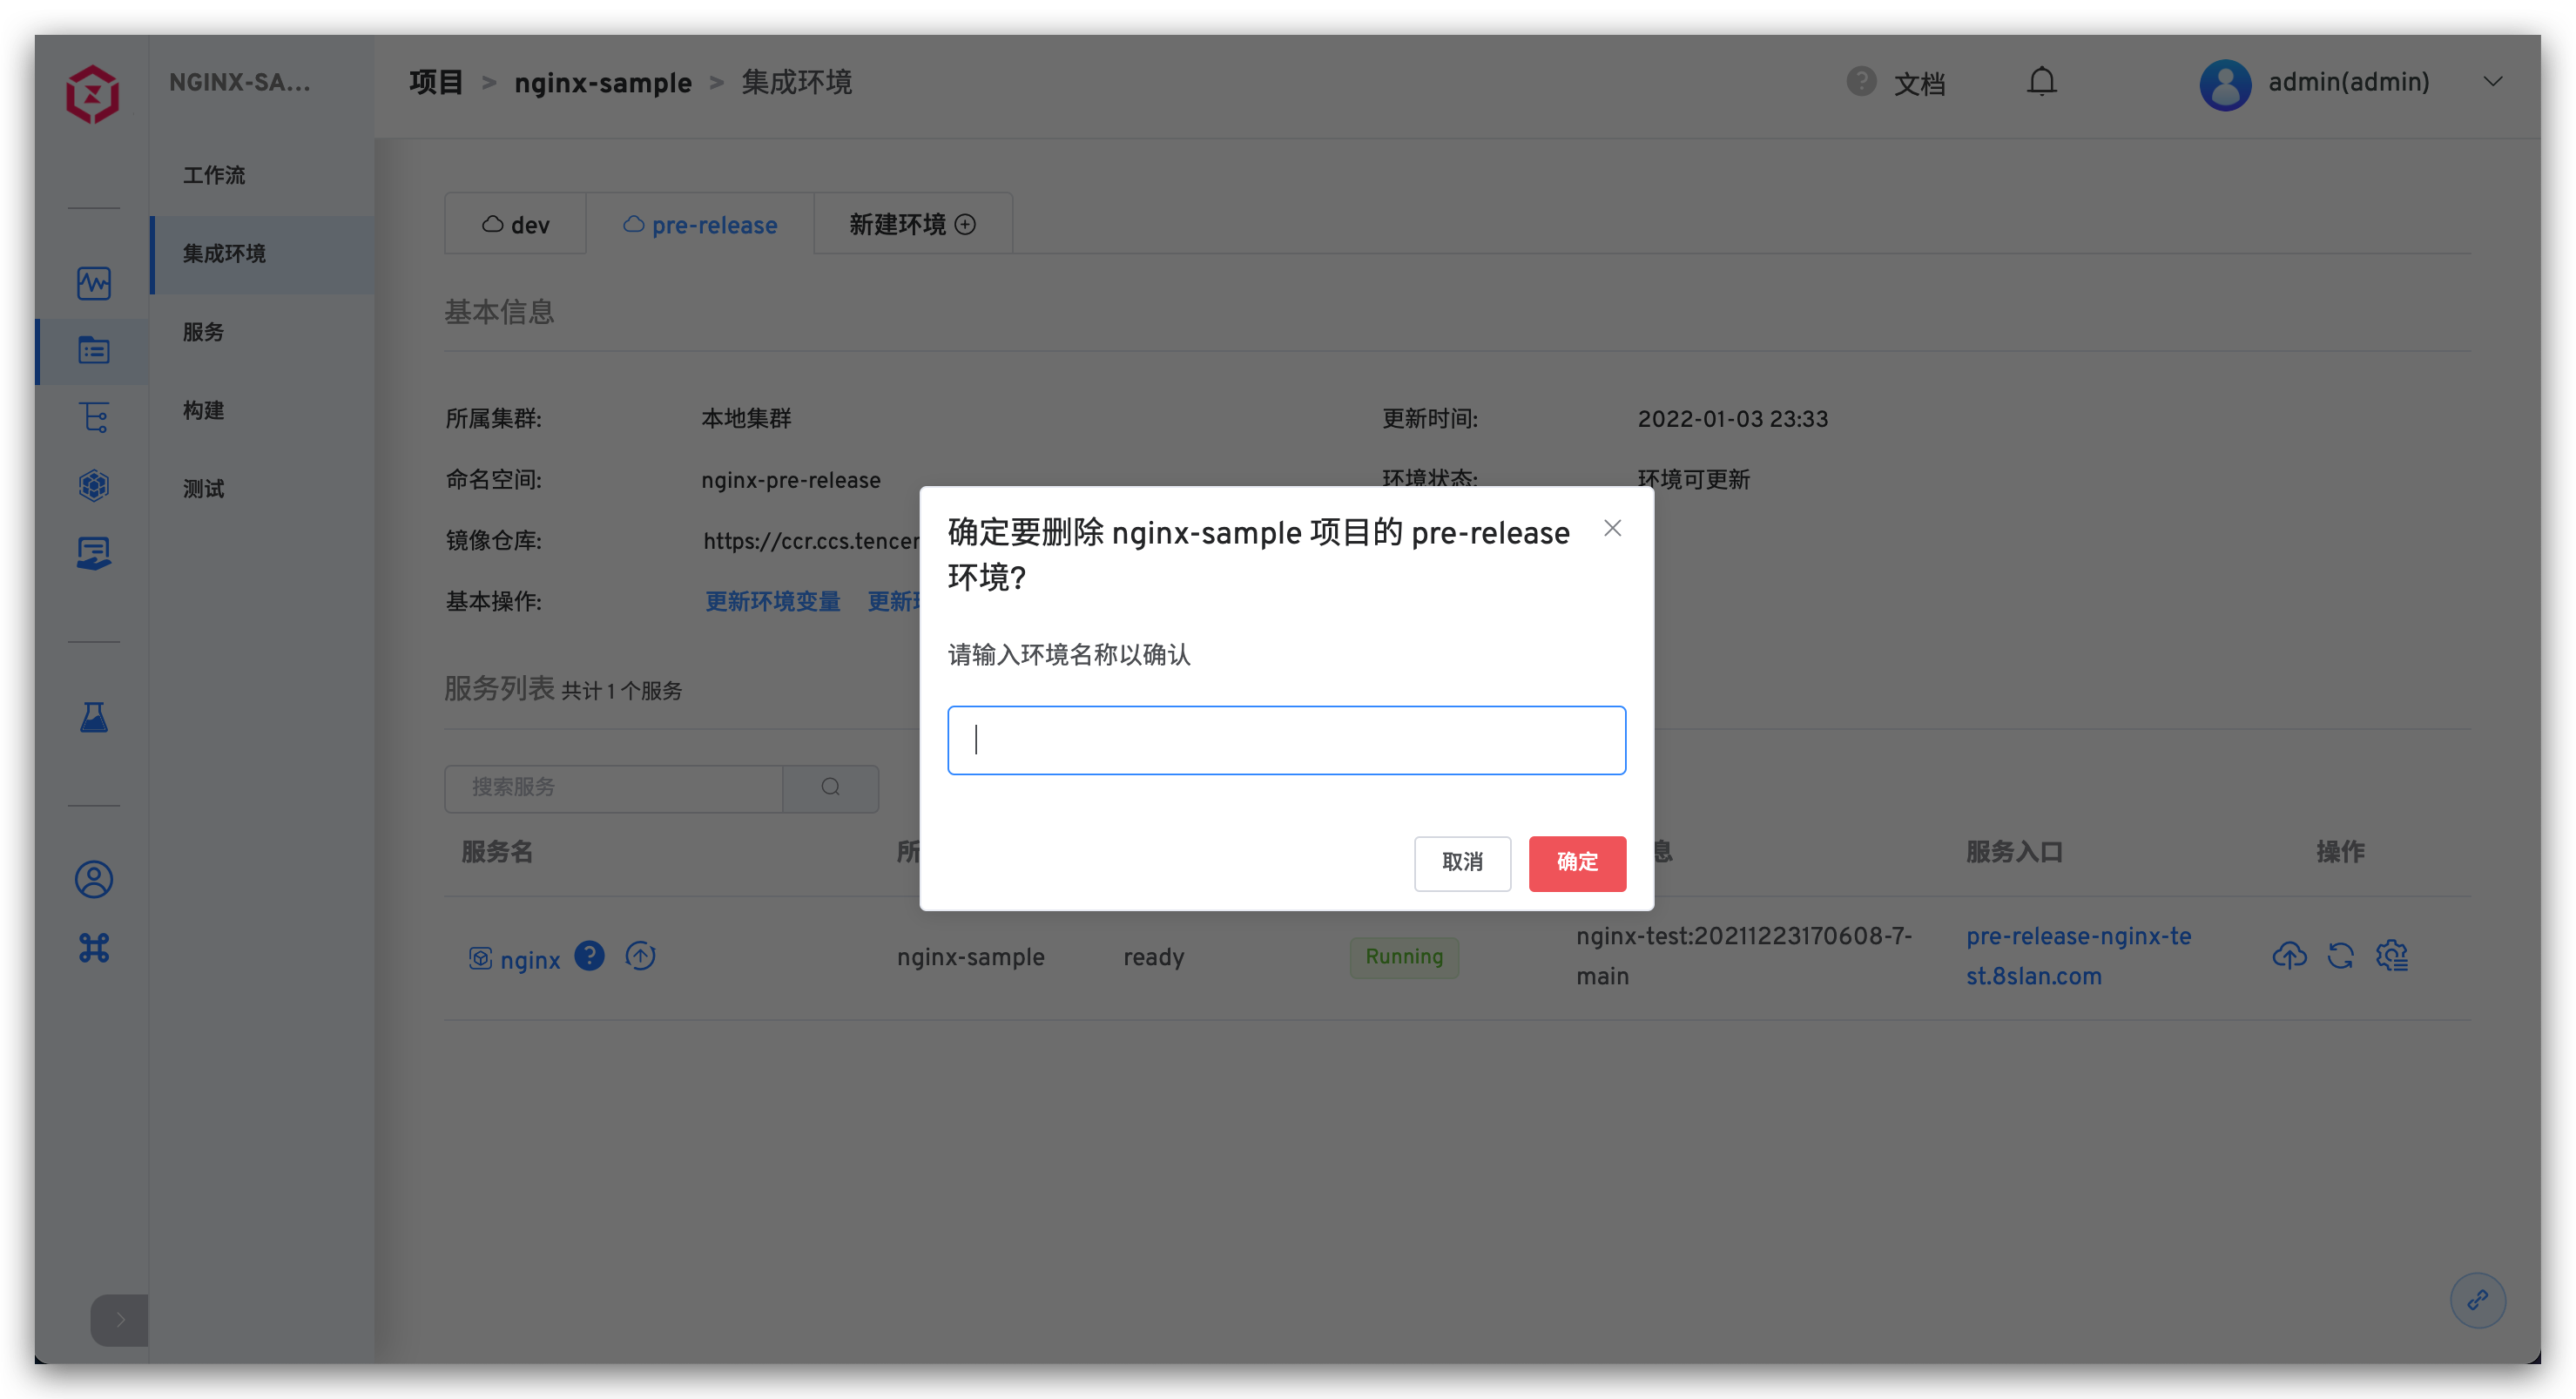 NGINX-SA...
项目 > nginx-sample > 集成环境
文档
admin(admin)
工作流
集成环境
服务
构建
测试
dev
pre-release
新建环境
基本信息
所属集群: 本地集群
更新时间: 2022-01-03 23:33
命名空间: nginx-pre-release
环境状态: 环境可更新
镜像仓库: https://ccr.ccs.tencen
基本操作: 更新环境变量 更新
确定要删除 nginx-sample 项目的 pre-release
环境?
请输入环境名称以确认
取消
确定
服务列表 共计 1 个服务
搜索服务
服务名 所 息 服务入口 操作
nginx
nginx-sample
ready
Running
nginx-test:20211223170608-7-
main
pre-release-nginx-te
st.8slan.com